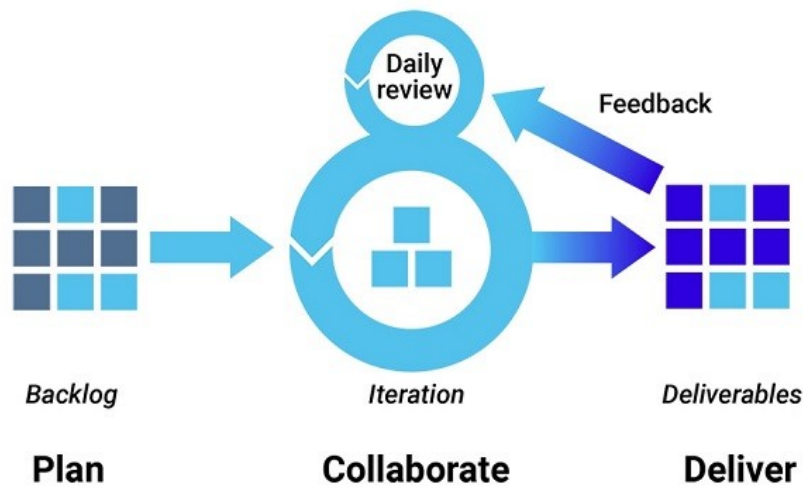 Daily
review
Feedback
Backlog
Iteration
Deliverables
Plan
Collaborate
Deliver